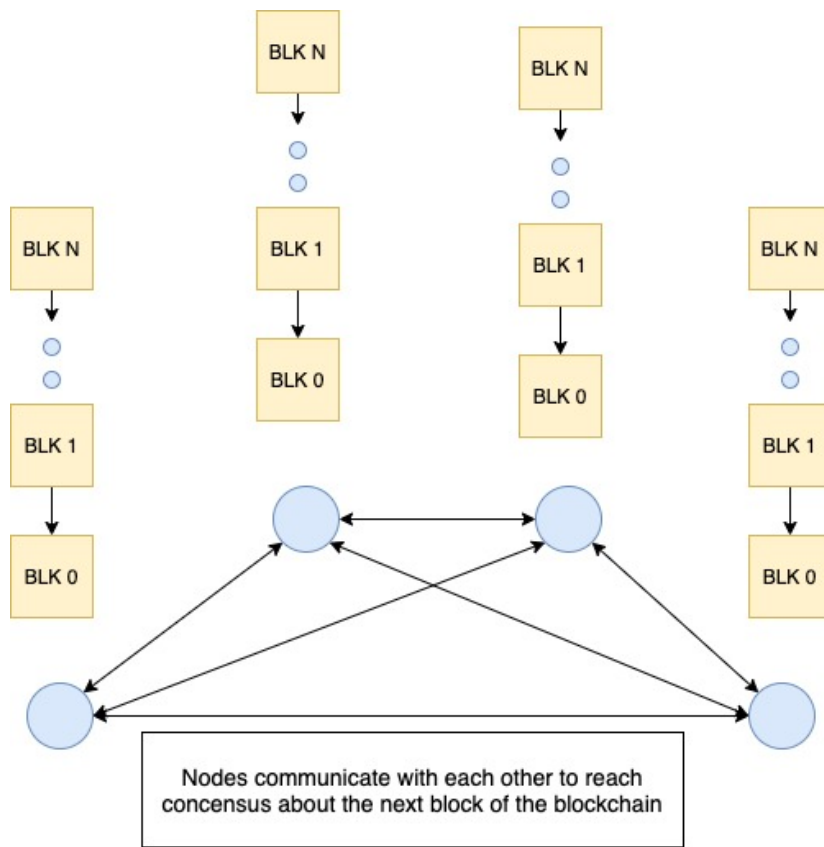 BLK N
BLK N
BLK N
BLK 1
BLK 1
BLK N
BLK 0
BLK 0
BLK 1
BLK 1
BLK 0
BLK 0
Nodes communicate with each other to reach
concensus about the next block of the blockchain